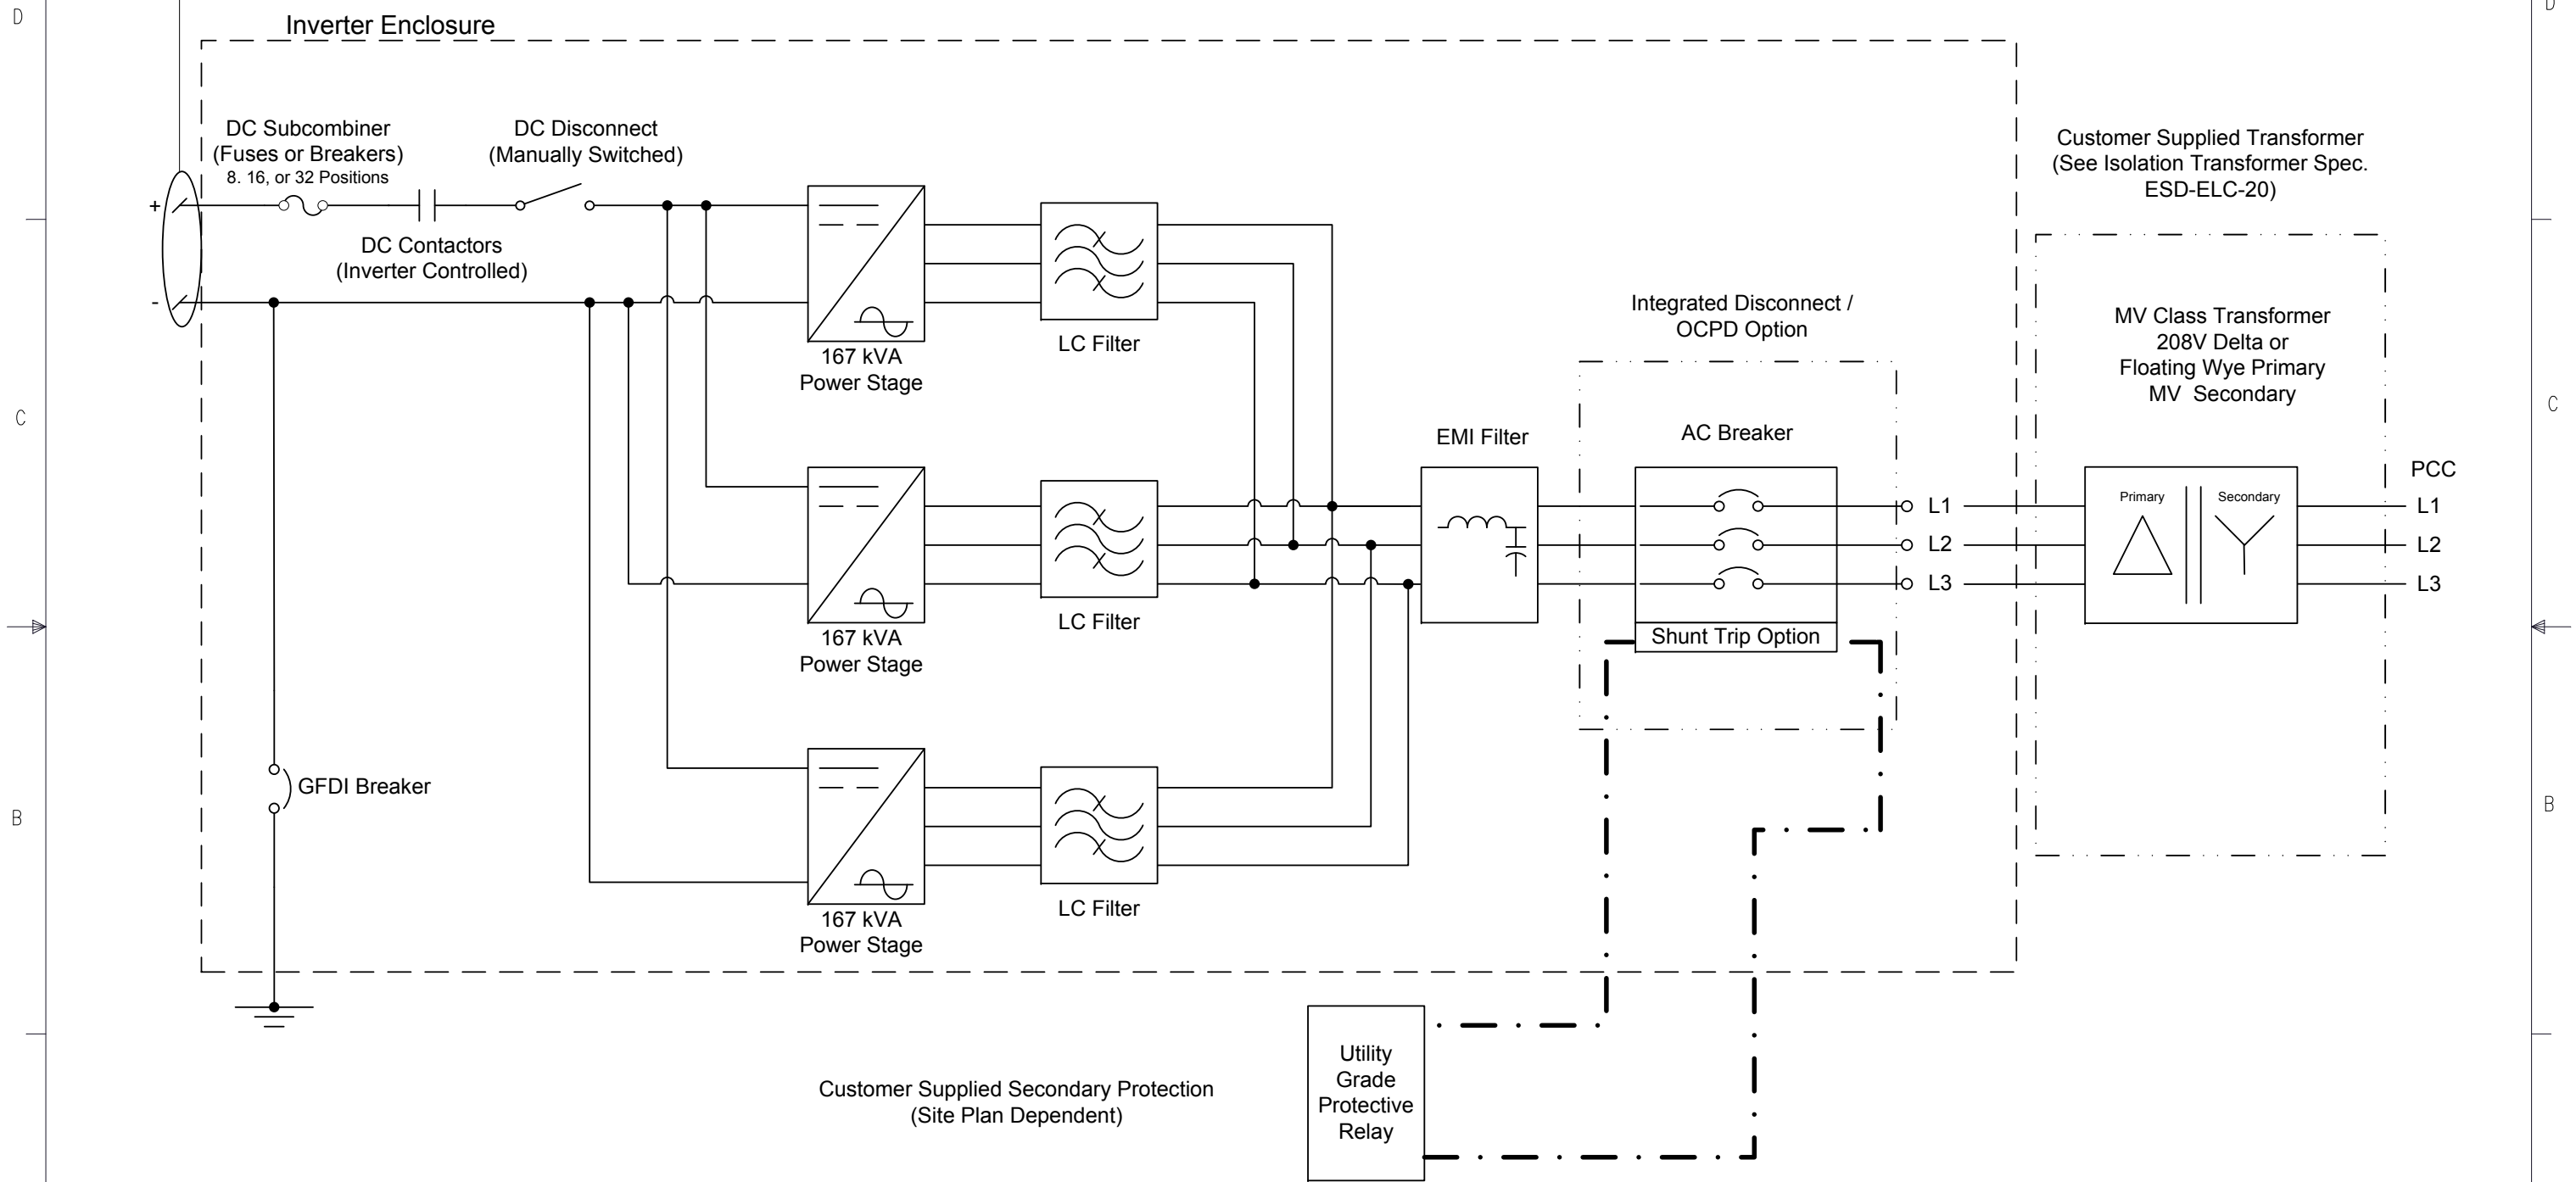 D
D
Inverter Enclosure
DC Subcombiner
(Fuses or Breakers)
8. 16, or 32 Positions
DC Disconnect
(Manually Switched)
Customer Supplied Transformer
(See Isolation Transformer Spec.
ESD-ELC-20)
+
DC Contactors
(Inverter Controlled)
-
LC Filter
167 kVA
Power Stage
Integrated Disconnect /
OCPD Option
MV Class Transformer
208V Delta or
Floating Wye Primary
MV  Secondary
C
C
EMI Filter
AC Breaker
PCC
Primary
Secondary
L1
L1
L2
L2
L3
L3
LC Filter
167 kVA
Power Stage
Shunt Trip Option
GFDI Breaker
B
B
LC Filter
167 kVA
Power Stage
Customer Supplied Secondary Protection
(Site Plan Dependent)
Utility
Grade
Protective
Relay